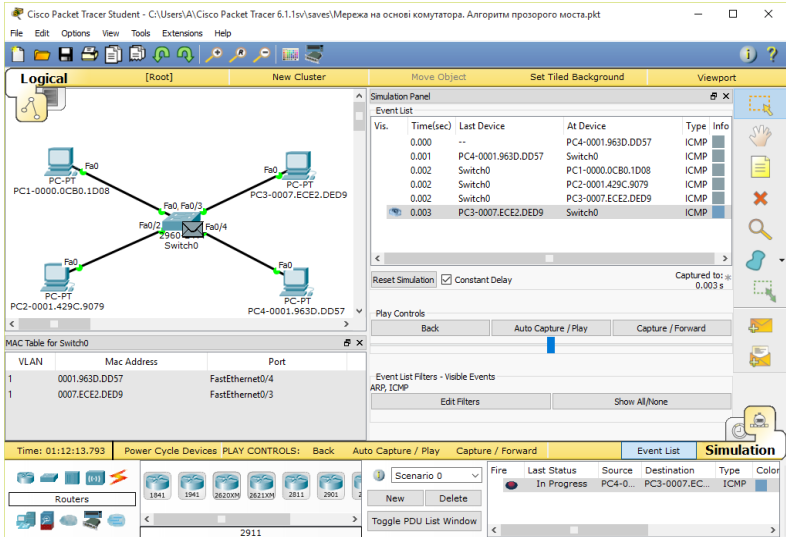 Cisco Packet Tracer Student - C:\Users\A\Cisco Packet Tracer 6.1.1sv\saves\Мережа на основі комутатора. Алгоритм прозорого моста.pkt
File Edit Options View Tools Extensions Help
Logical [Root] New Cluster Move Object Set Tiled Background Viewport
Fa0
PC-PT
PC1-0000.0CB0.1D08
Fa0
PC-PT
PC3-0007.ECE2.DED9
Fa0, Fa0/3
Fa0/2 Fa0/4
2960
Switch0
Fa0
PC-PT
PC2-0001.429C.9079
Fa0
PC-PT
PC4-0001.963D.DD57
MAC Table for Switch0
VLAN Mac Address Port
1 0001.963D.DD57 FastEthernet0/4
1 0007.ECE2.DED9 FastEthernet0/3
Simulation Panel
Event List
Vis. Time(sec) Last Device At Device Type Info
0.000 -- PC4-0001.963D.DD57 ICMP
0.001 PC4-0001.963D.DD57 Switch0 ICMP
0.002 Switch0 PC1-0000.0CB0.1D08 ICMP
0.002 Switch0 PC2-0001.429C.9079 ICMP
0.002 Switch0 PC3-0007.ECE2.DED9 ICMP
0.003 PC3-0007.ECE2.DED9 Switch0 ICMP
Reset Simulation Constant Delay Captured to: *
0.003 s
Play Controls
Back Auto Capture / Play Capture / Forward
Event List Filters - Visible Events
ARP, ICMP
Edit Filters Show All/None
Time: 01:12:13.793 Power Cycle Devices PLAY CONTROLS: Back Auto Capture / Play Capture / Forward Event List Simulation
Routers
1841 1941 2620XM 2621XM 2811 2901 2
2911
Scenario 0
New Delete
Toggle PDU List Window
Fire Last Status Source Destination Type Color
In Progress PC4-0... PC3-0007.EC... ICMP